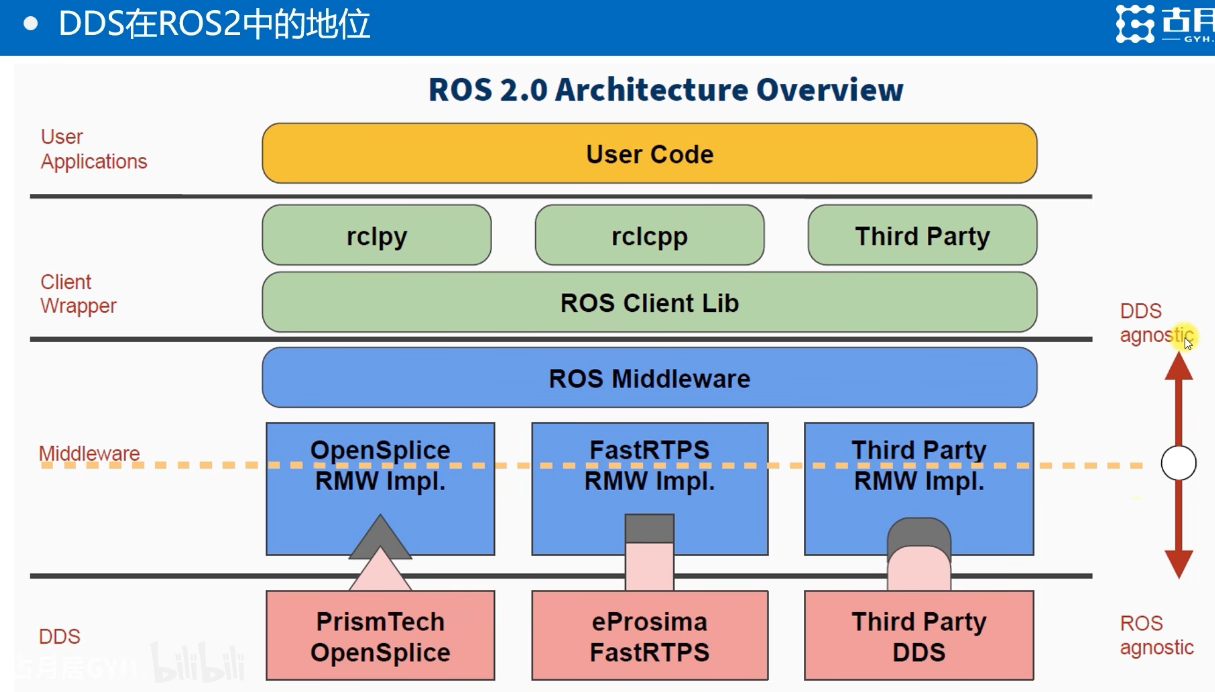 DDS在ROS2中的地位
古月
GYH.
ROS 2.0 Architecture Overview
User
Applications
User Code
rclpy
rclcpp
Third Party
Client
Wrapper
ROS Client Lib
DDS
agnostic
ROS Middleware
Middleware
OpenSplice
RMW Impl.
FastRTPS
RMW Impl.
Third Party
RMW Impl.
DDS
PrismTech
OpenSplice
eProsima
FastRTPS
Third Party
DDS
ROS
agnostic
古月居GYH
bilibili